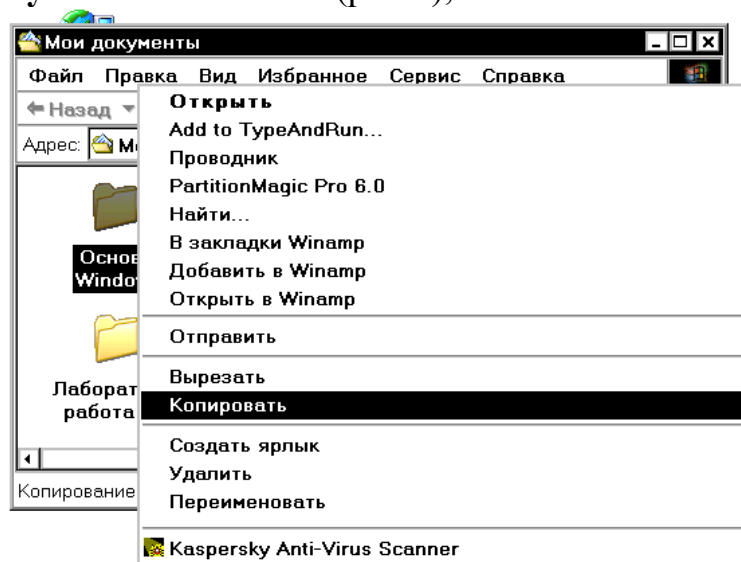 Мои документы
Файл Правка Вид Избранное Сервис Справка
Назад
Адрес:
Открыть
Add to TypeAndRun...
Проводник
PartitionMagic Pro 6.0
Найти...
В закладки Winamp
Добавить в Winamp
Открыть в Winamp
Отправить
Вырезать
Копировать
Создать ярлык
Удалить
Переименовать
Kaspersky Anti-Virus Scanner
Основ
Windo
Лаборат
работа
Копирование